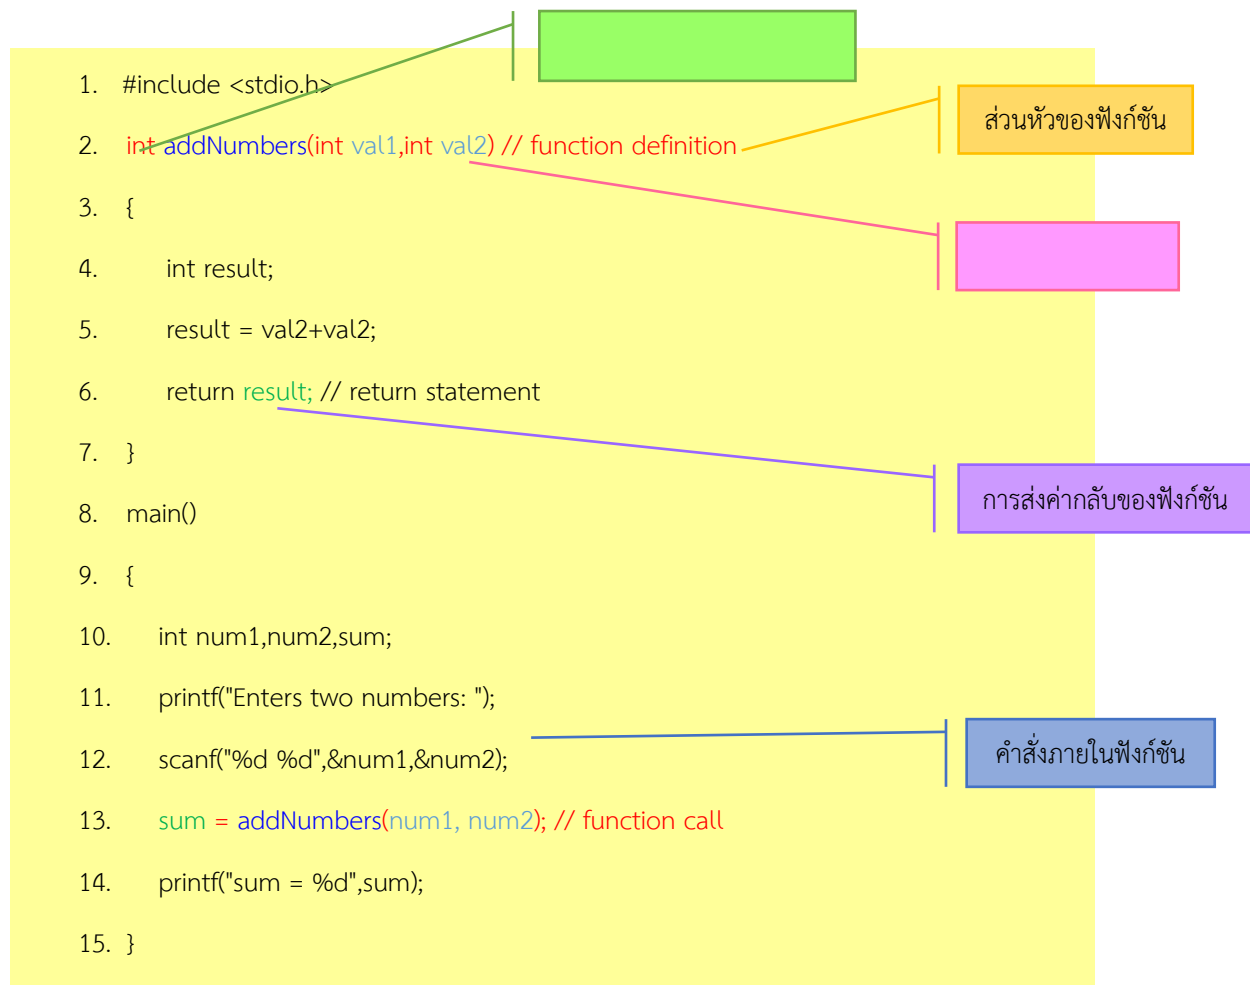 1. #include <stdio.h>
ส่วนหัวของฟังก์ชัน
2. int addNumbers(int val1,int val2) // function definition
3. {
4. int result;
5. result = val2+val2;
6. return result; // return statement
7. }
การส่งค่ากลับของฟังก์ชัน
8. main()
9. {
10. int num1,num2,sum;
11. printf("Enters two numbers: ");
คำสั่งภายในฟังก์ชัน
12. scanf("%d %d",&num1,&num2);
13. sum = addNumbers(num1, num2); // function call
14. printf("sum = %d",sum);
15. }